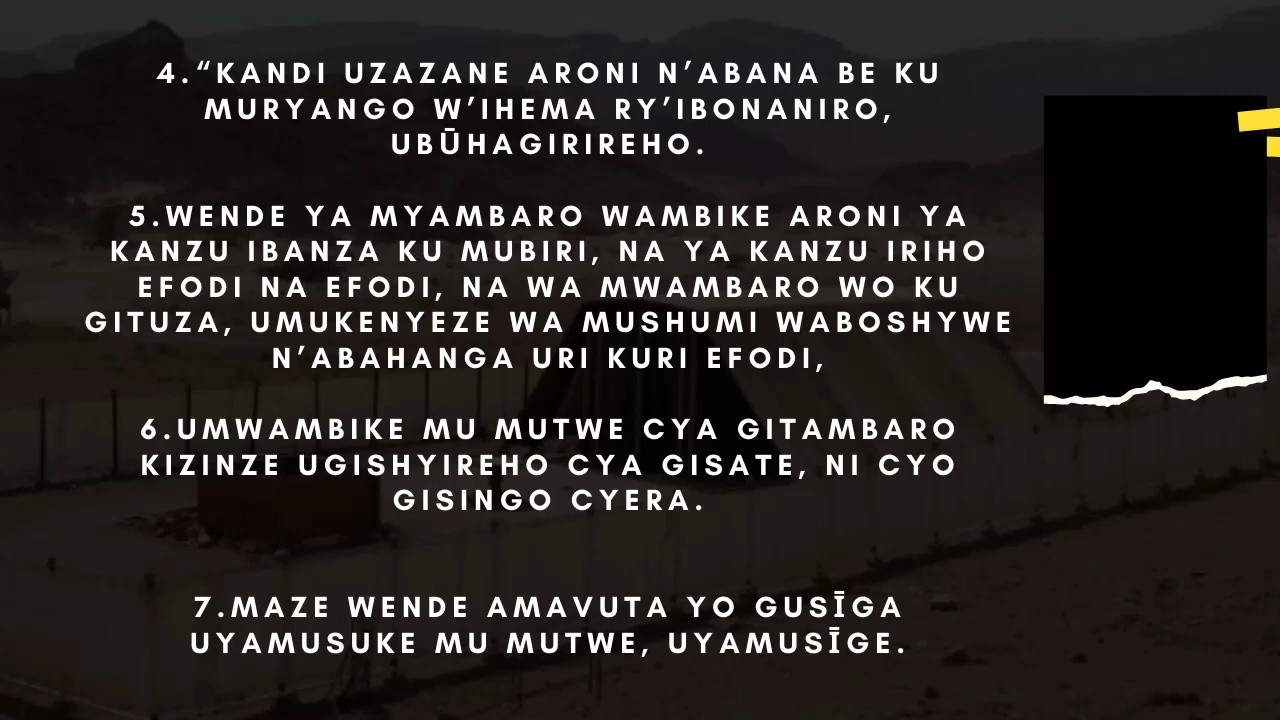 4.“KANDI UZAZANE ARONI N’ABANA BE KU
MURYANGO W’IHEMA RY’IBONANIRO,
UBŪHAGIRIREHO.
5.WENDE YA MYAMBARO WAMBIKE ARONI YA
KANZU IBANZA KU MUBIRI, NA YA KANZU IRIHO
EFODI NA EFODI, NA WA MWAMBARO WO KU
GITUZA, UMUKENYEZE WA MUSHUMI WABOSHYWE
N’ABAHANGA URI KURI EFODI,
6.UMWAMBIKE MU MUTWE CYA GITAMBARO
KIZINZE UGISHYIREHO CYA GISATE, NI CYO
GISINGO CYERA.
7.MAZE WENDE AMAVUTA YO GUSĪGA
UYAMUSUKE MU MUTWE, UYAMUSĪGE.